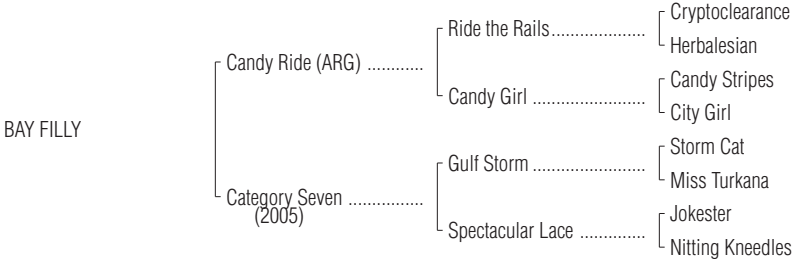 Cryptoclearance
Ride the Rails.....................
Herbalesian
Candy Ride (ARG) ............
Candy Stripes
Candy Girl .........................
City Girl
BAY FILLY
Storm Cat
Gulf Storm .........................
Miss Turkana
Category Seven ................
(2005)
Jokester
Spectacular Lace ..............
Nitting Kneedles